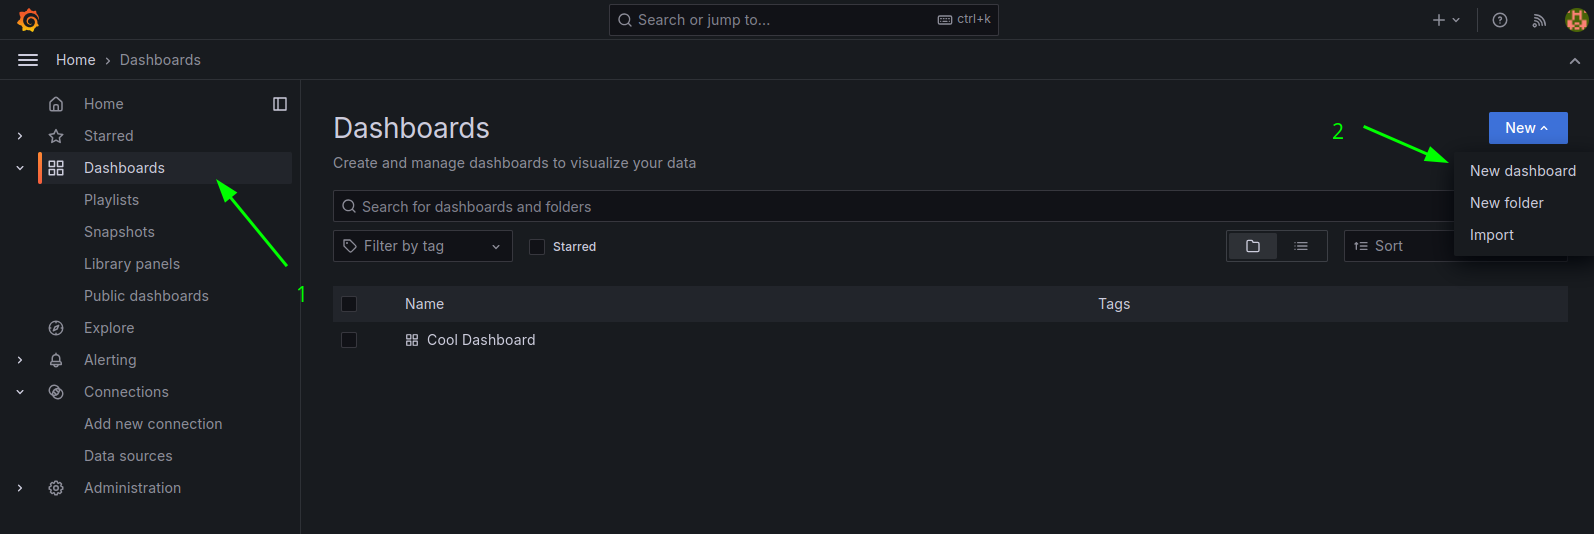 Search or jump to... ctrl+k
Home › Dashboards
Home
Starred
Dashboards
Playlists
Snapshots
Library panels
Public dashboards
Explore
Alerting
Connections
Add new connection
Data sources
Administration
1
Dashboards
Create and manage dashboards to visualize your data
2
New
New dashboard
New folder
Import
Search for dashboards and folders
Filter by tag Starred Sort
Name Tags
Cool Dashboard